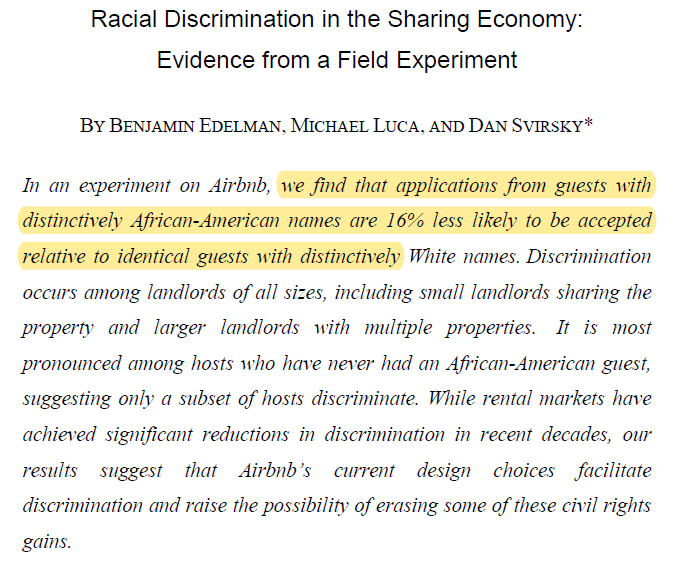 Racial Discrimination in the Sharing Economy:
Evidence from a Field Experiment
BY BENJAMIN EDELMAN, MICHAEL LUCA, AND DAN SVIRSKY*
In an experiment on Airbnb, we find that applications from guests with
distinctively African-American names are 16% less likely to be accepted
relative to identical guests with distinctively White names. Discrimination
occurs among landlords of all sizes, including small landlords sharing the
property and larger landlords with multiple properties. It is most
pronounced among hosts who have never had an African-American guest,
suggesting only a subset of hosts discriminate. While rental markets have
achieved significant reductions in discrimination in recent decades, our
results suggest that Airbnb's current design choices facilitate
discrimination and raise the possibility of erasing some of these civil rights
gains.